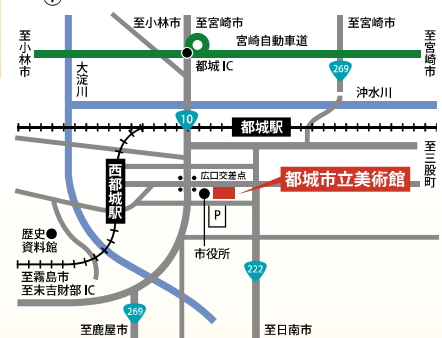 至小林市
至宮崎市
至宮崎市
至小林市
宮崎自動車道
至宮崎市
大淀川
都城IC
269
沖水川
10
都城駅
至三股町
西都城駅
広口交差点
都城市立美術館
P
歴史
資料館
市役所
至霧島市
至末吉財部IC
222
269
至鹿屋市
至日南市